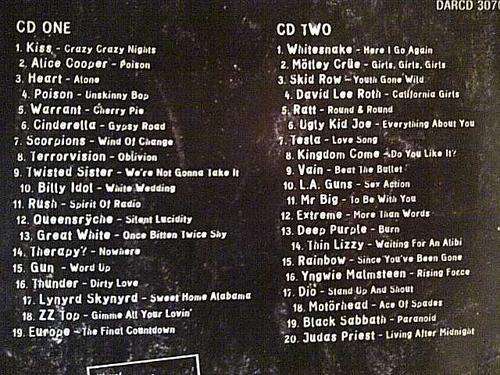 DARCD 307
CD ONE
1. Kiss - Crazy Crazy Nights
2. Alice Cooper - Poison
3. Heart - Alone
4. Poison - Unskinny Bop
5. Warrant - Cherry Pie
6. Cinderella - Gypsy Road
7. Scorpions - Wind Of Change
8. Terrorvision - Oblivion
9. Twisted Sister - We're Not Gonna Take It
10. Billy Idol - White Wedding
11. Rush - Spirit Of Radio
12. Queensrÿche - Silent Lucidity
13. Great White - Once Bitten Twice Shy
14. Therapy? - Nowhere
15. Gun - Word Up
16. Thunder - Dirty Love
17. Lynyrd Skynyrd - Sweet Home Alabama
18. ZZ Top - Gimme All Your Lovin'
19. Europe - The Final Countdown
CD TWO
1. Whitesnake - Here I Go Again
2. Mötley Crüe - Girls, Girls, Girls
3. Skid Row - Youth Gone Wild
4. David Lee Roth - California Girls
5. Ratt - Round & Round
6. Ugly Kid Joe - Everything About You
7. Tesla - Love Song
8. Kingdom Come - Do You Like It?
9. Vain - Beat The Bullet
10. L.A. Guns - Sex Action
11. Mr Big - To Be With You
12. Extreme - More Than Words
13. Deep Purple - Burn
14. Thin Lizzy - Waiting For An Alibi
15. Rainbow - Since You've Been Gone
16. Yngwie Malmsteen - Rising Force
17. Dio - Stand Up And Shout
18. Motörhead - Ace Of Spades
19. Black Sabbath - Paranoid
20. Judas Priest - Living After Midnight